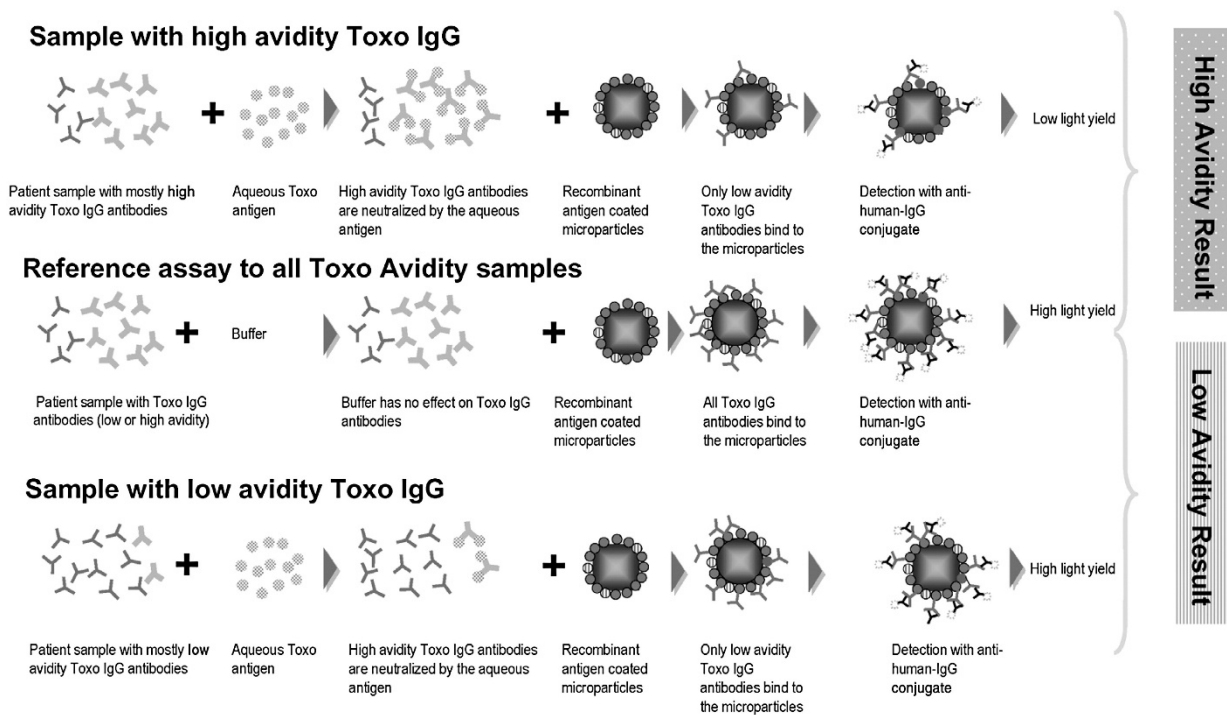 Sample with high avidity Toxo IgG
Low light yield
Patient sample with mostly high
avidity Toxo IgG antibodies
Aqueous Toxo
antigen
High avidity Toxo IgG antibodies
are neutralized by the aqueous
antigen
Recombinant
antigen coated
microparticles
Only low avidity
Toxo IgG
antibodies bind to
the microparticles
Detection with anti-
human-IgG
conjugate
Reference assay to all Toxo Avidity samples
Buffer
High light yield
Patient sample with Toxo IgG
antibodies (low or high avidity)
Buffer has no effect on Toxo IgG
antibodies
Recombinant
antigen coated
microparticles
All Toxo IgG
antibodies bind to
the microparticles
Detection with anti-
human-IgG
conjugate
Sample with low avidity Toxo IgG
High light yield
Patient sample with mostly low
avidity Toxo IgG antibodies
Aqueous Toxo
antigen
High avidity Toxo IgG antibodies
are neutralized by the aqueous
antigen
Recombinant
antigen coated
microparticles
Only low avidity
Toxo IgG
antibodies bind to
the microparticles
Detection with anti-
human-IgG
conjugate
High Avidity Result
Low Avidity Result